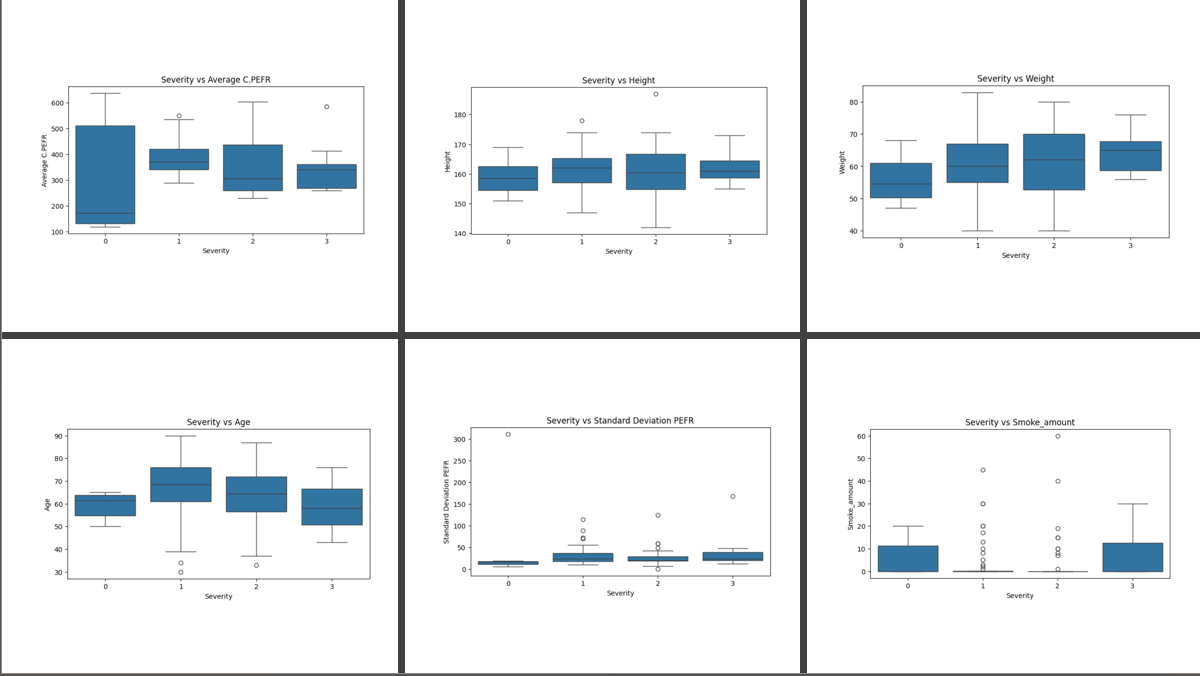 Severity vs Average C.PEFR
600
500
400
300
200
100
Average C.PEFR
0 1 2 3
Severity
Severity vs Height
180
170
160
150
140
Height
0 1 2 3
Severity
Severity vs Weight
80
70
60
50
40
Weight
0 1 2 3
Severity
Severity vs Age
90
80
70
60
50
40
30
Age
0 1 2 3
Severity
Severity vs Standard Deviation PEFR
300
250
200
150
100
50
0
Standard Deviation PEFR
0 1 2 3
Severity
Severity vs Smoke_amount
60
50
40
30
20
10
0
Smoke_amount
0 1 2 3
Severity